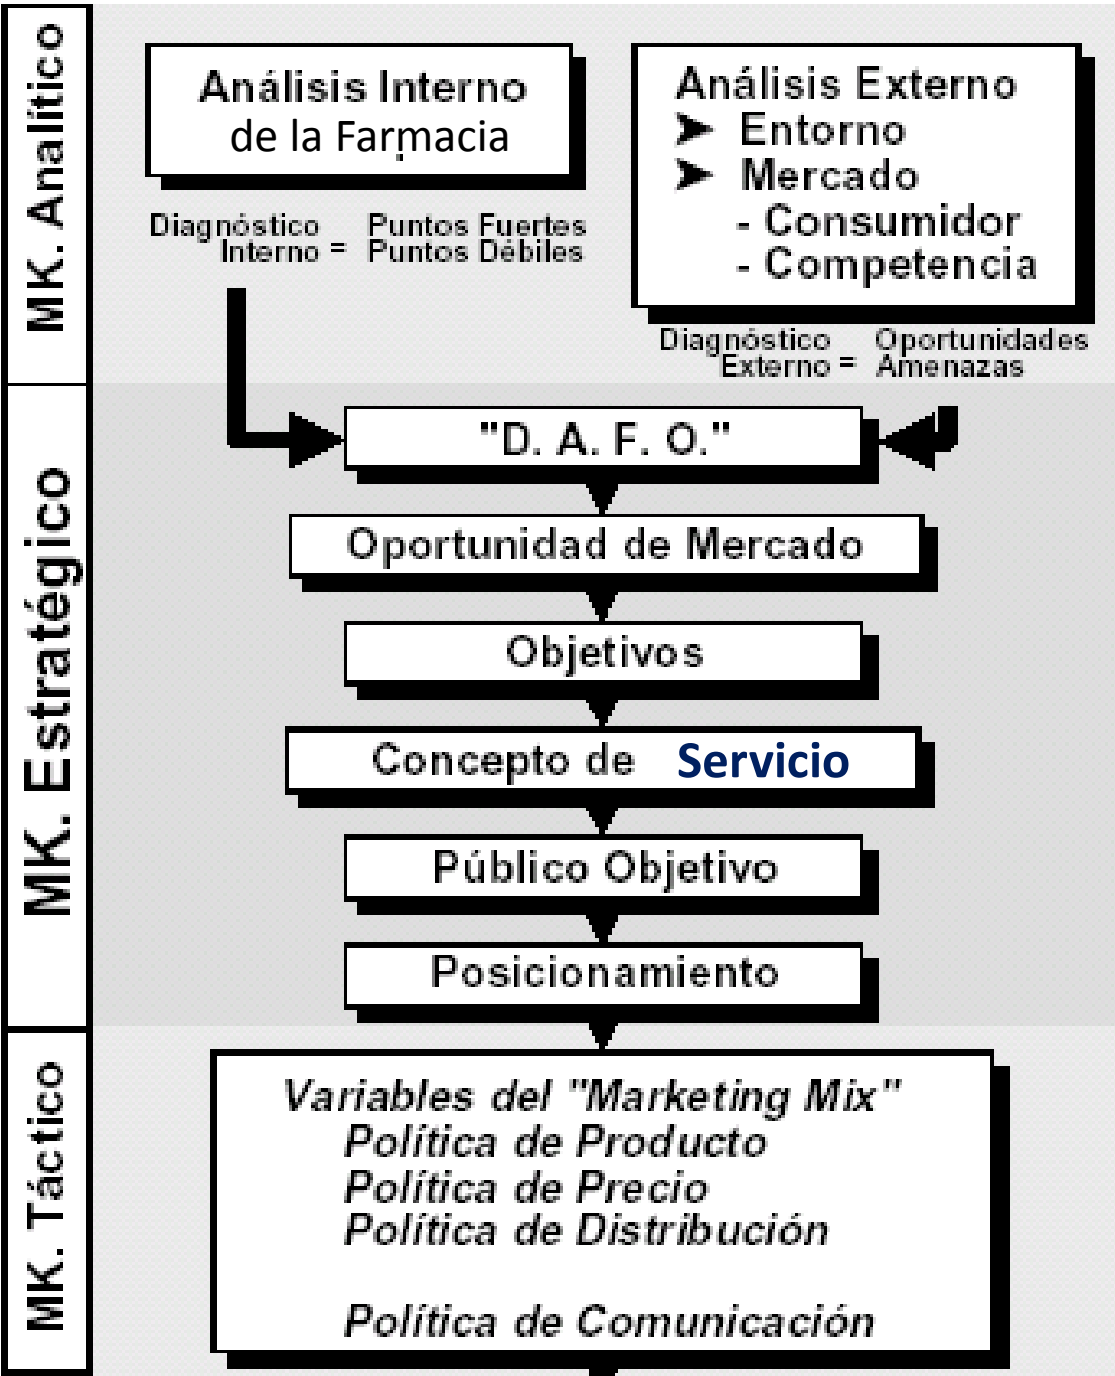 MK. Analítico
Análisis Interno
de la Farmacia
Diagnóstico Puntos Fuertes
Interno = Puntos Débiles
Análisis Externo
➤ Entorno
➤ Mercado
- Consumidor
- Competencia
Diagnóstico Oportunidades
Externo = Amenazas
MK. Estratégico
"D. A. F. O."
Oportunidad de Mercado
Objetivos
Concepto de Servicio
Público Objetivo
Posicionamiento
MK. Táctico
Variables del "Marketing Mix"
Política de Producto
Política de Precio
Política de Distribución
Política de Comunicación